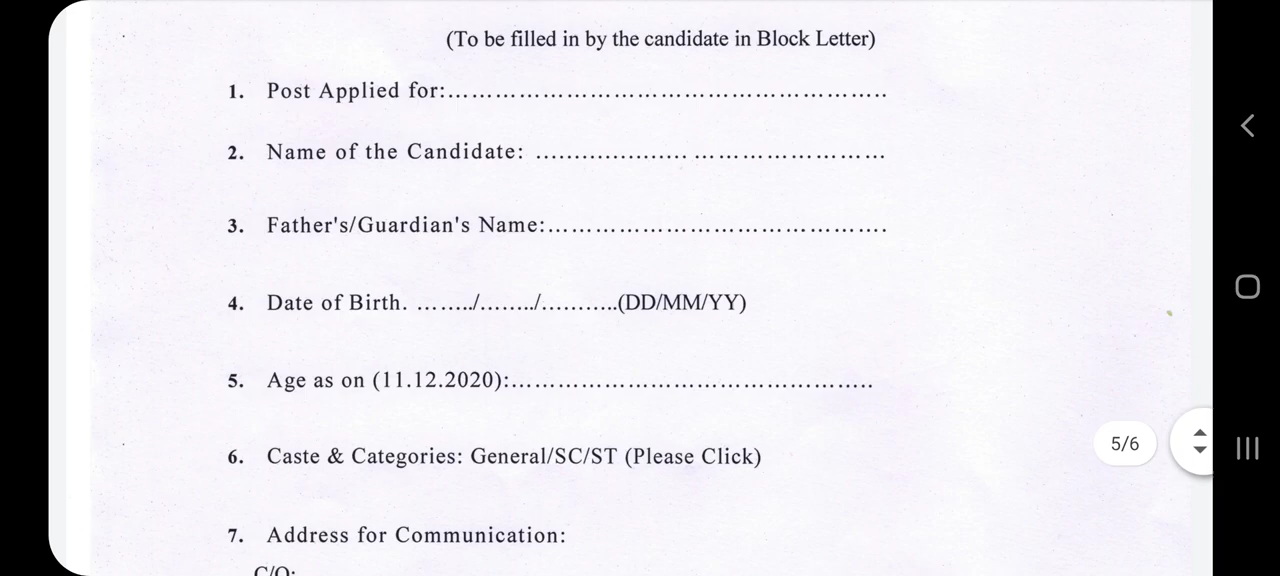 (To be filled in by the candidate in Block Letter)
1. Post Applied for:……………………………………………..
2. Name of the Candidate: ........................ ……………………
3. Father's/Guardian's Name:…………………………………….
4. Date of Birth. …...../......../………..(DD/MM/YY)
5. Age as on (11.12.2020):………………………………………..
6. Caste & Categories: General/SC/ST (Please Click)
7. Address for Communication:
C/O:
5/6